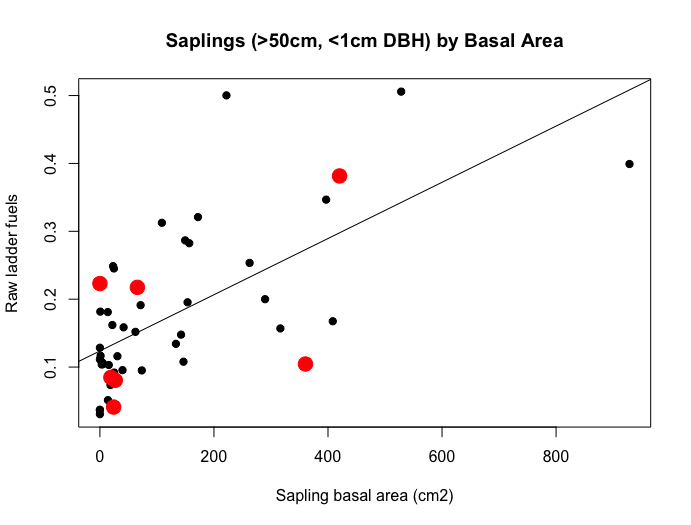 Saplings (>50cm, <1cm DBH) by Basal Area
Raw ladder fuels
0.5
0.4
0.3
0.2
0.1
0 200 400 600 800
Sapling basal area (cm2)